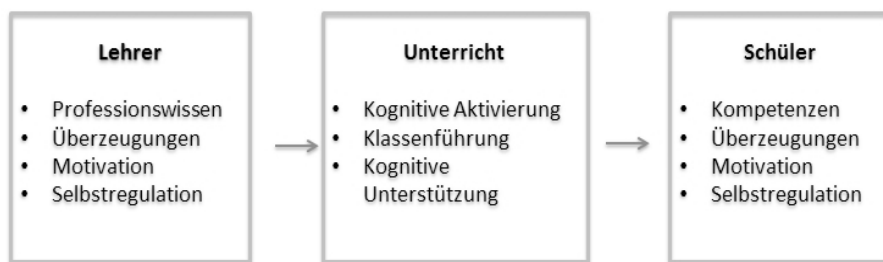 Lehrer
• Professionswissen
• Überzeugungen
• Motivation
• Selbstregulation
Unterricht
• Kognitive Aktivierung
• Klassenführung
• Kognitive
Unterstützung
Schüler
• Kompetenzen
• Überzeugungen
• Motivation
• Selbstregulation